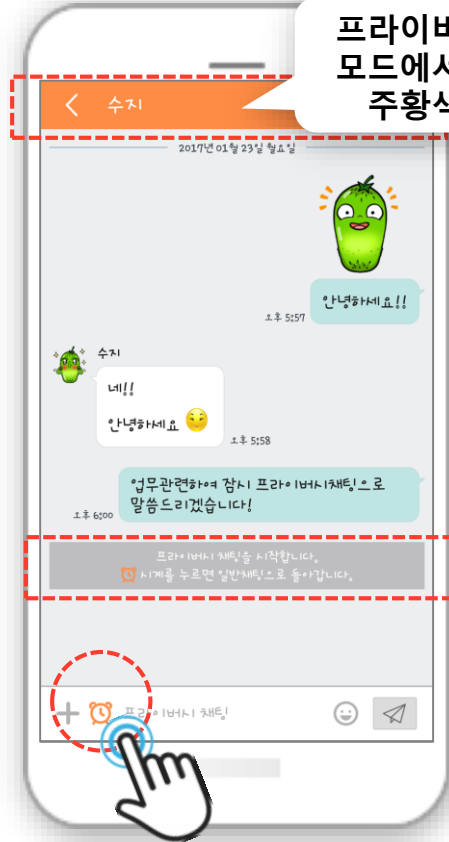 프라이버
모드에서
주황색
수지
2017년 01월 23일 월요일
안녕하세요!!
오후 5:57
수지
네!!
안녕하세요
오후 5:58
업무관련하여 잠시 프라이버시채팅으로
말씀드리겠습니다!
오후 6:00
프라이버시 채팅을 시작합니다.
시계를 누르면 일반채팅으로 돌아갑니다.
프라이버시 채팅!